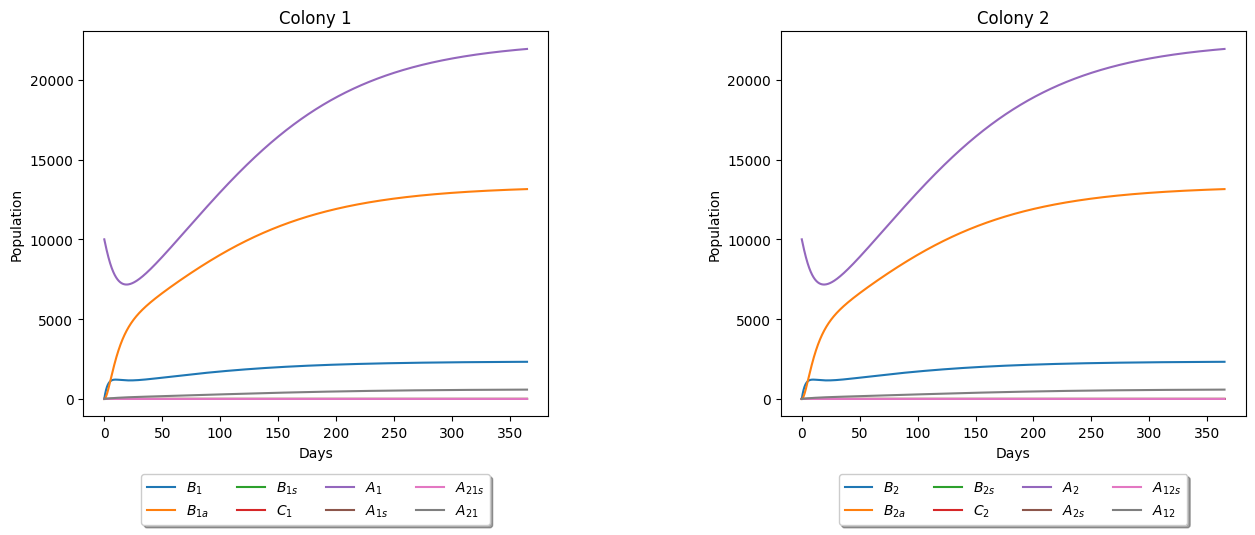 Colony 1
Colony 2
20000
15000
10000
5000
0
Population
0 50 100 150 200 250 300 350
Days
20000
15000
10000
5000
0
Population
0 50 100 150 200 250 300 350
Days
B₁ B₁ₛ A₁ A₂₁ₛ
B₁ₐ C₁ A₁ₛ A₂₁
B₂ B₂ₛ A₂ A₁₂ₛ
B₂ₐ C₂ A₂ₛ A₁₂